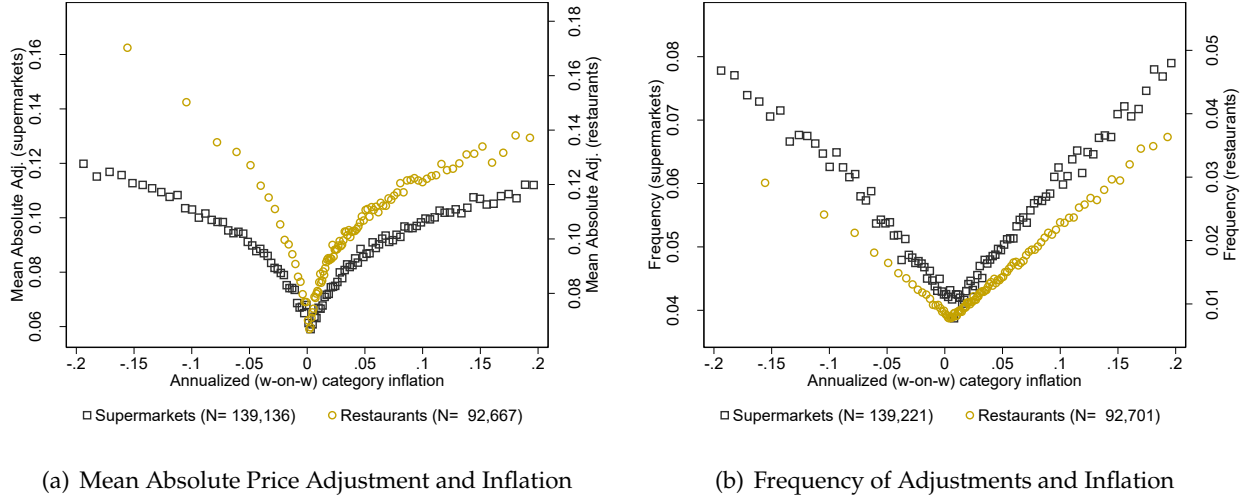 Mean Absolute Adj. (supermarkets)
0.06 0.08 0.10 0.12 0.14 0.16
Mean Absolute Adj. (restaurants)
0.08 0.10 0.12 0.14 0.16 0.18
-.2 -.15 -.1 -.05 0 .05 .1 .15 .2
Annualized (w-on-w) category inflation
Supermarkets (N= 139,136) Restaurants (N= 92,667)
(a) Mean Absolute Price Adjustment and Inflation
Frequency (supermarkets)
0.04 0.05 0.06 0.07 0.08
Frequency (restaurants)
0.01 0.02 0.03 0.04 0.05
-.2 -.15 -.1 -.05 0 .05 .1 .15 .2
Annualized (w-on-w) category inflation
Supermarkets (N= 139,221) Restaurants (N= 92,701)
(b) Frequency of Adjustments and Inflation